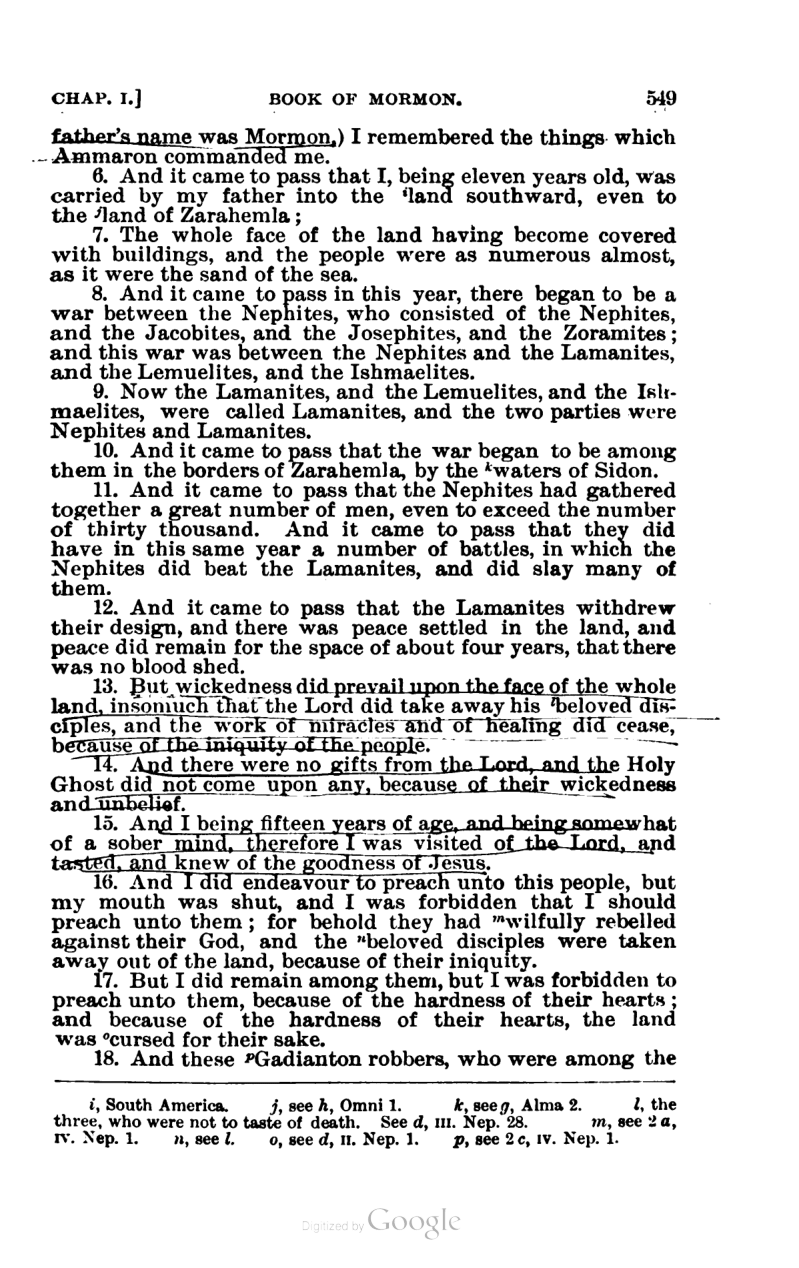 CHAP. I.] BOOK OF MORMON. 549
father's name was Mormon,) I remembered the things which
Ammaron commanded me.
6. And it came to pass that I, being eleven years old, was
carried by my father into the ⁱland southward, even to
the ʲland of Zarahemla;
7. The whole face of the land having become covered
with buildings, and the people were as numerous almost,
as it were the sand of the sea.
8. And it came to pass in this year, there began to be a
war between the Nephites, who consisted of the Nephites,
and the Jacobites, and the Josephites, and the Zoramites;
and this war was between the Nephites and the Lamanites,
and the Lemuelites, and the Ishmaelites.
9. Now the Lamanites, and the Lemuelites, and the Ish-
maelites, were called Lamanites, and the two parties were
Nephites and Lamanites.
10. And it came to pass that the war began to be among
them in the borders of Zarahemla, by the ᵏwaters of Sidon.
11. And it came to pass that the Nephites had gathered
together a great number of men, even to exceed the number
of thirty thousand. And it came to pass that they did
have in this same year a number of battles, in which the
Nephites did beat the Lamanites, and did slay many of
them.
12. And it came to pass that the Lamanites withdrew
their design, and there was peace settled in the land, and
peace did remain for the space of about four years, that there
was no blood shed.
13. But wickedness did prevail upon the face of the whole
land, insomuch that the Lord did take away his ˡbeloved dis-
ciples, and the work of miracles and of healing did cease,
because of the iniquity of the people.
14. And there were no gifts from the Lord, and the Holy
Ghost did not come upon any, because of their wickedness
and unbelief.
15. And I being fifteen years of age, and being somewhat
of a sober mind, therefore I was visited of the Lord, and
tasted, and knew of the goodness of Jesus.
16. And I did endeavour to preach unto this people, but
my mouth was shut, and I was forbidden that I should
preach unto them; for behold they had ᵐwilfully rebelled
against their God, and the ⁿbeloved disciples were taken
away out of the land, because of their iniquity.
17. But I did remain among them, but I was forbidden to
preach unto them, because of the hardness of their hearts;
and because of the hardness of their hearts, the land
was ᵒcursed for their sake.
18. And these ᵖGadianton robbers, who were among the
i, South America. j, see h, Omni 1. k, see g, Alma 2. l, the
three, who were not to taste of death. See d, III. Nep. 28. m, see 2 a,
IV. Nep. 1. n, see l. o, see d, II. Nep. 1. p, see 2 c, IV. Nep. 1.
Digitized by Google